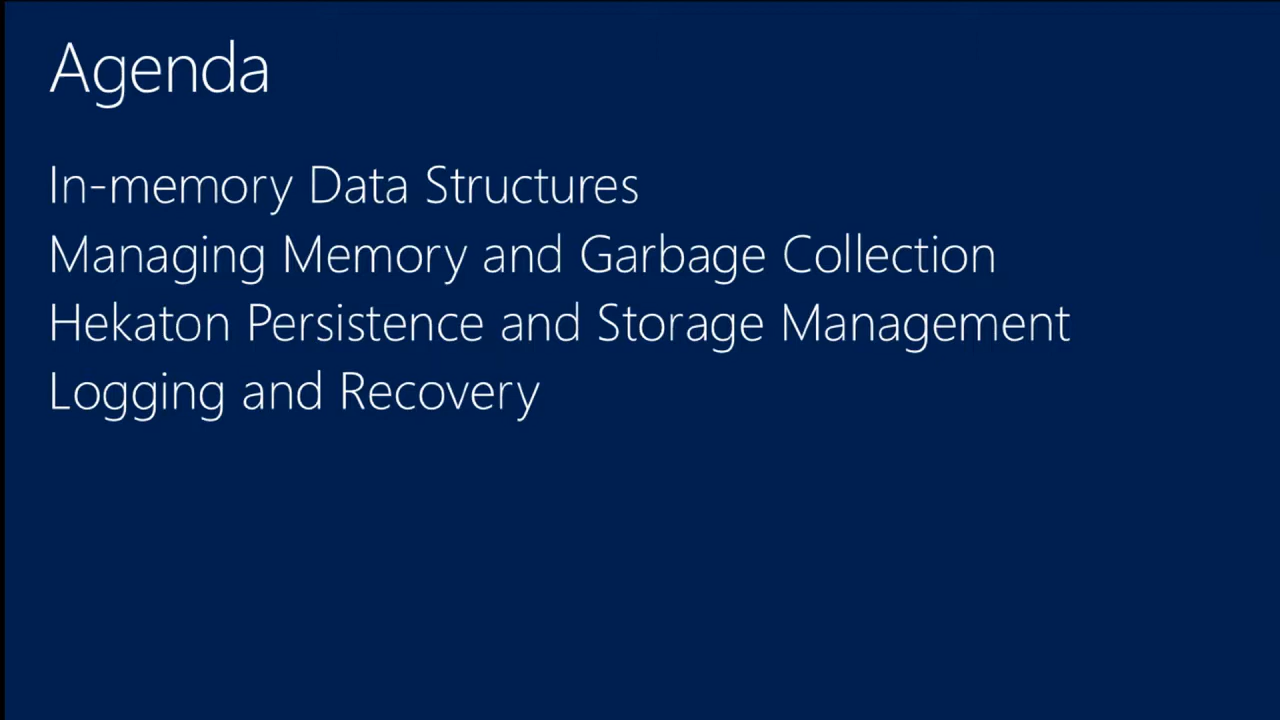 Agenda
In-memory Data Structures
Managing Memory and Garbage Collection
Hekaton Persistence and Storage Management
Logging and Recovery